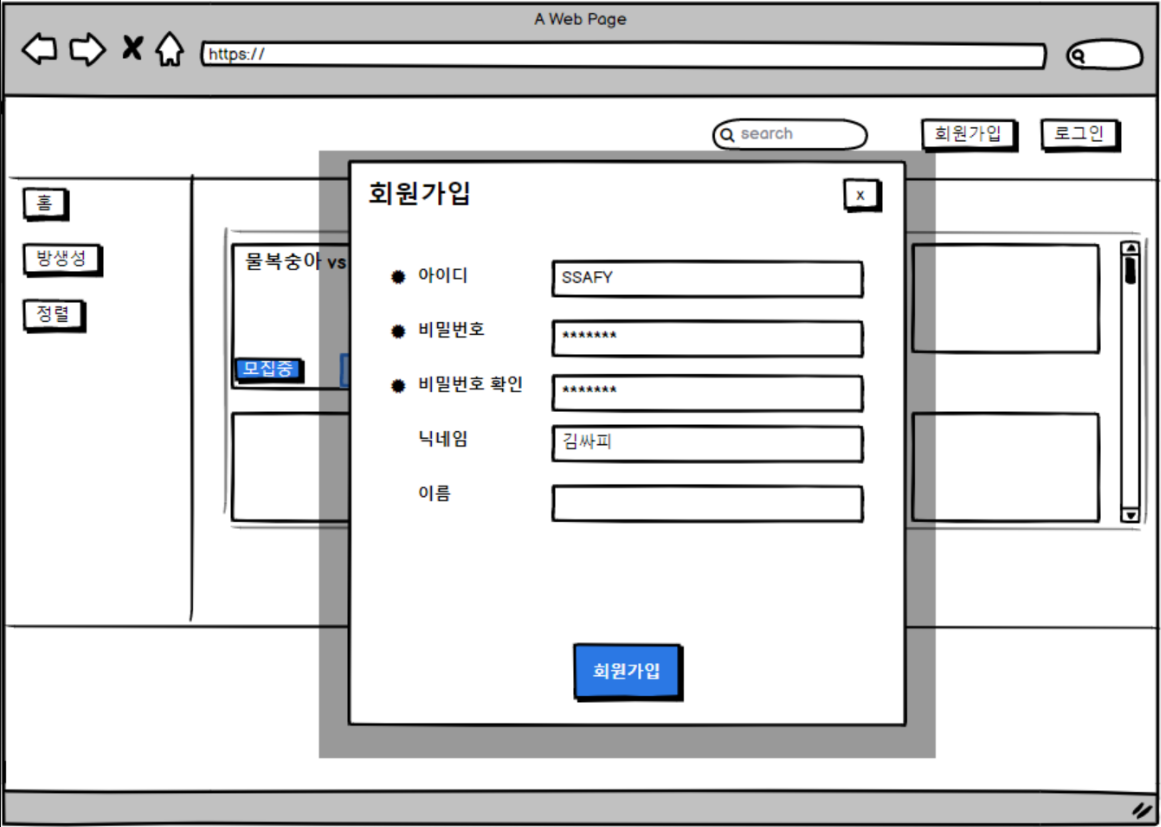 A Web Page
https://
search
회원가입
로그인
홈
방생성
정렬
물복숭아 vs
모집중
회원가입
x
아이디
SSAFY
비밀번호
*******
비밀번호 확인
*******
닉네임
김싸피
이름
회원가입